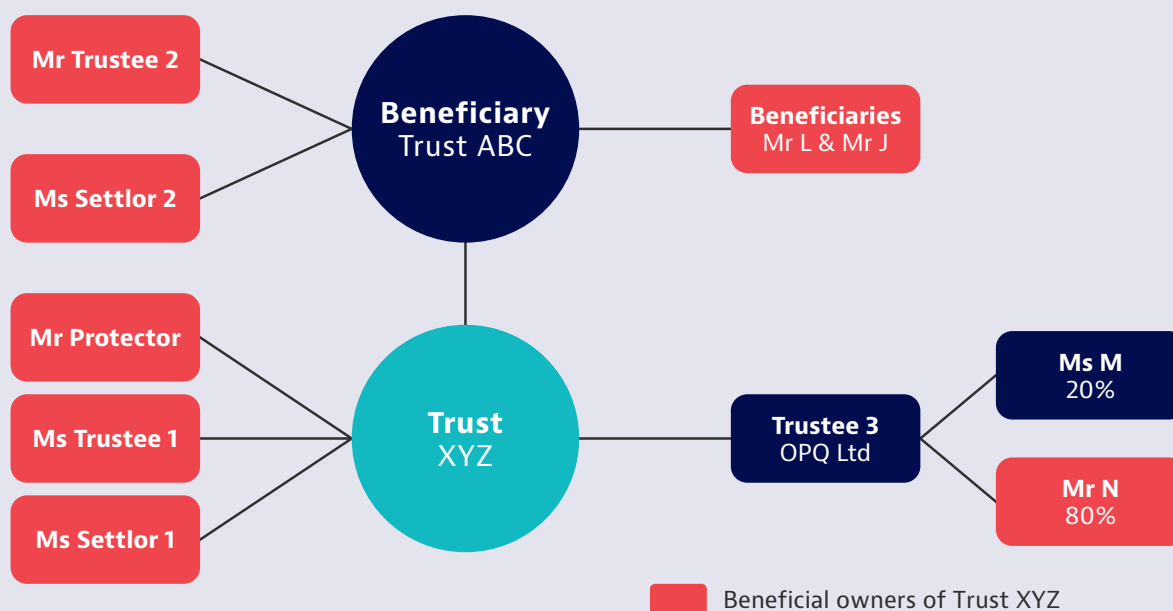 Mr Trustee 2
Ms Settlor 2
Beneficiary
Trust ABC
Beneficiaries
Mr L & Mr J
Mr Protector
Ms Trustee 1
Ms Settlor 1
Trust
XYZ
Trustee 3
OPQ Ltd
Ms M
20%
Mr N
80%
Beneficial owners of Trust XYZ